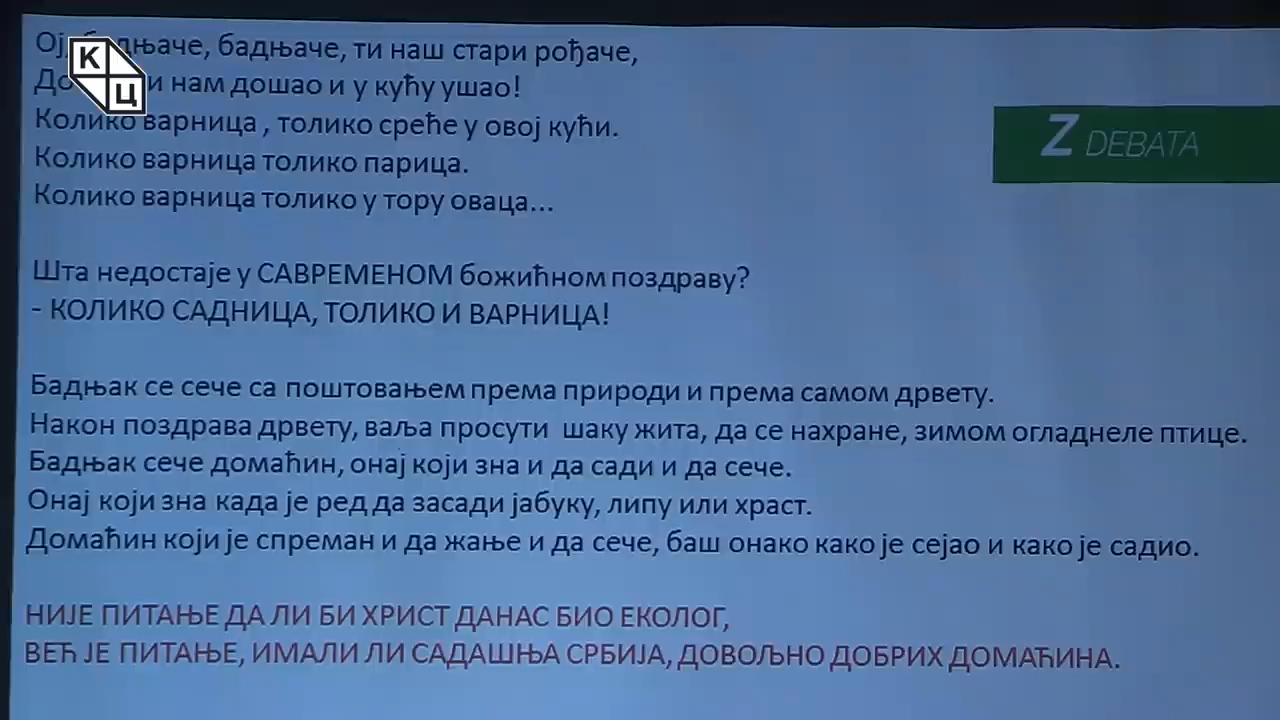 Ој, бадњаче, бадњаче, ти наш стари рођаче,
и нам дошао и у кућу ушао!
Колико варница , толико среће у овој кући.
Колико варница толико парица.
Колико варница толико у тору оваца...
Шта недостаје у САВРЕМЕНОМ божићном поздраву?
- КОЛИКО САДНИЦА, ТОЛИКО И ВАРНИЦА!
Бадњак се сече са поштовањем према природи и према самом дрвету.
Након поздрава дрвету, ваља просути шаку жита, да се нахране, зимом огладнеле птице.
Бадњак сече домаћин, онај који зна и да сади и да сече.
Онај који зна када је ред да засади јабуку, липу или храст.
Домаћин који је спреман и да жање и да сече, баш онако како је сејао и како је садио.
НИЈЕ ПИТАЊЕ ДА ЛИ БИ ХРИСТ ДАНАС БИО ЕКОЛОГ,
ВЕЋ ЈЕ ПИТАЊЕ, ИМАЛИ ЛИ САДАШЊА СРБИЈА, ДОВОЉНО ДОБРИХ ДОМАЋИНА.
К
Ц
Z DEBATA